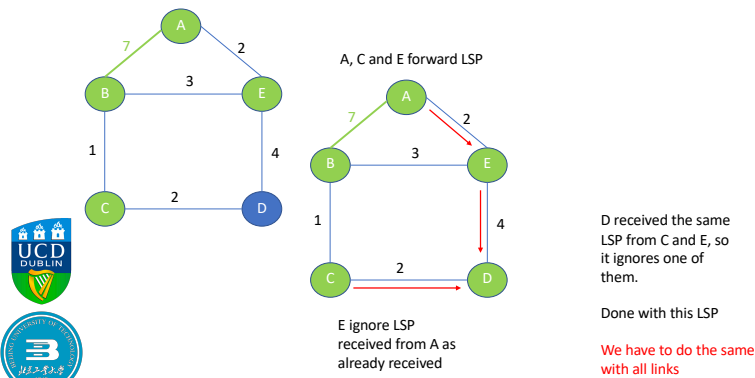 A
7
2
B
3
E
1
4
C
2
D
A, C and E forward LSP
A
7
2
B
3
E
1
4
C
2
D
E ignore LSP
received from A as
already received
D received the same
LSP from C and E, so
it ignores one of
them.
Done with this LSP
We have to do the same
with all links
UCD
DUBLIN